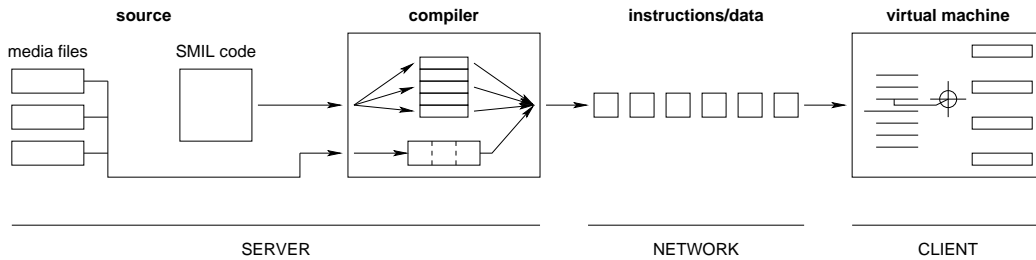 source
compiler
instructions/data
virtual machine
media files
SMIL code
SERVER
NETWORK
CLIENT